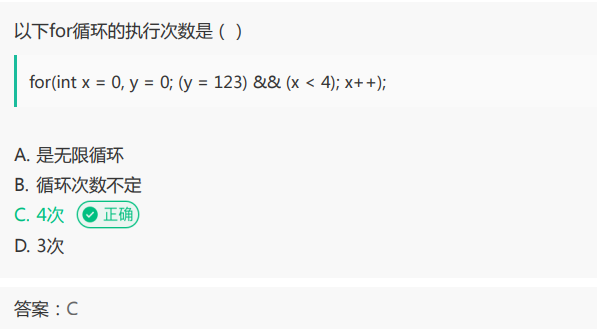 以下for循环的执行次数是 ( )
for(int x = 0, y = 0; (y = 123) && (x < 4); x++);
A. 是无限循环
B. 循环次数不定
C. 4次 正确
D. 3次
答案：C